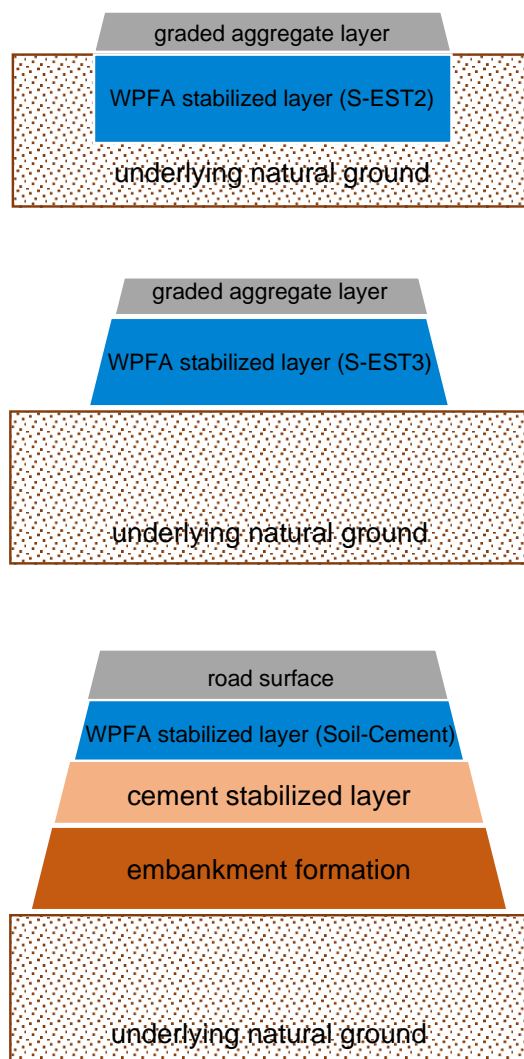 graded aggregate layer
WPFA stabilized layer (S-EST2)
underlying natural ground
graded aggregate layer
WPFA stabilized layer (S-EST3)
underlying natural ground
road surface
WPFA stabilized layer (Soil-Cement)
cement stabilized layer
embankment formation
underlying natural ground